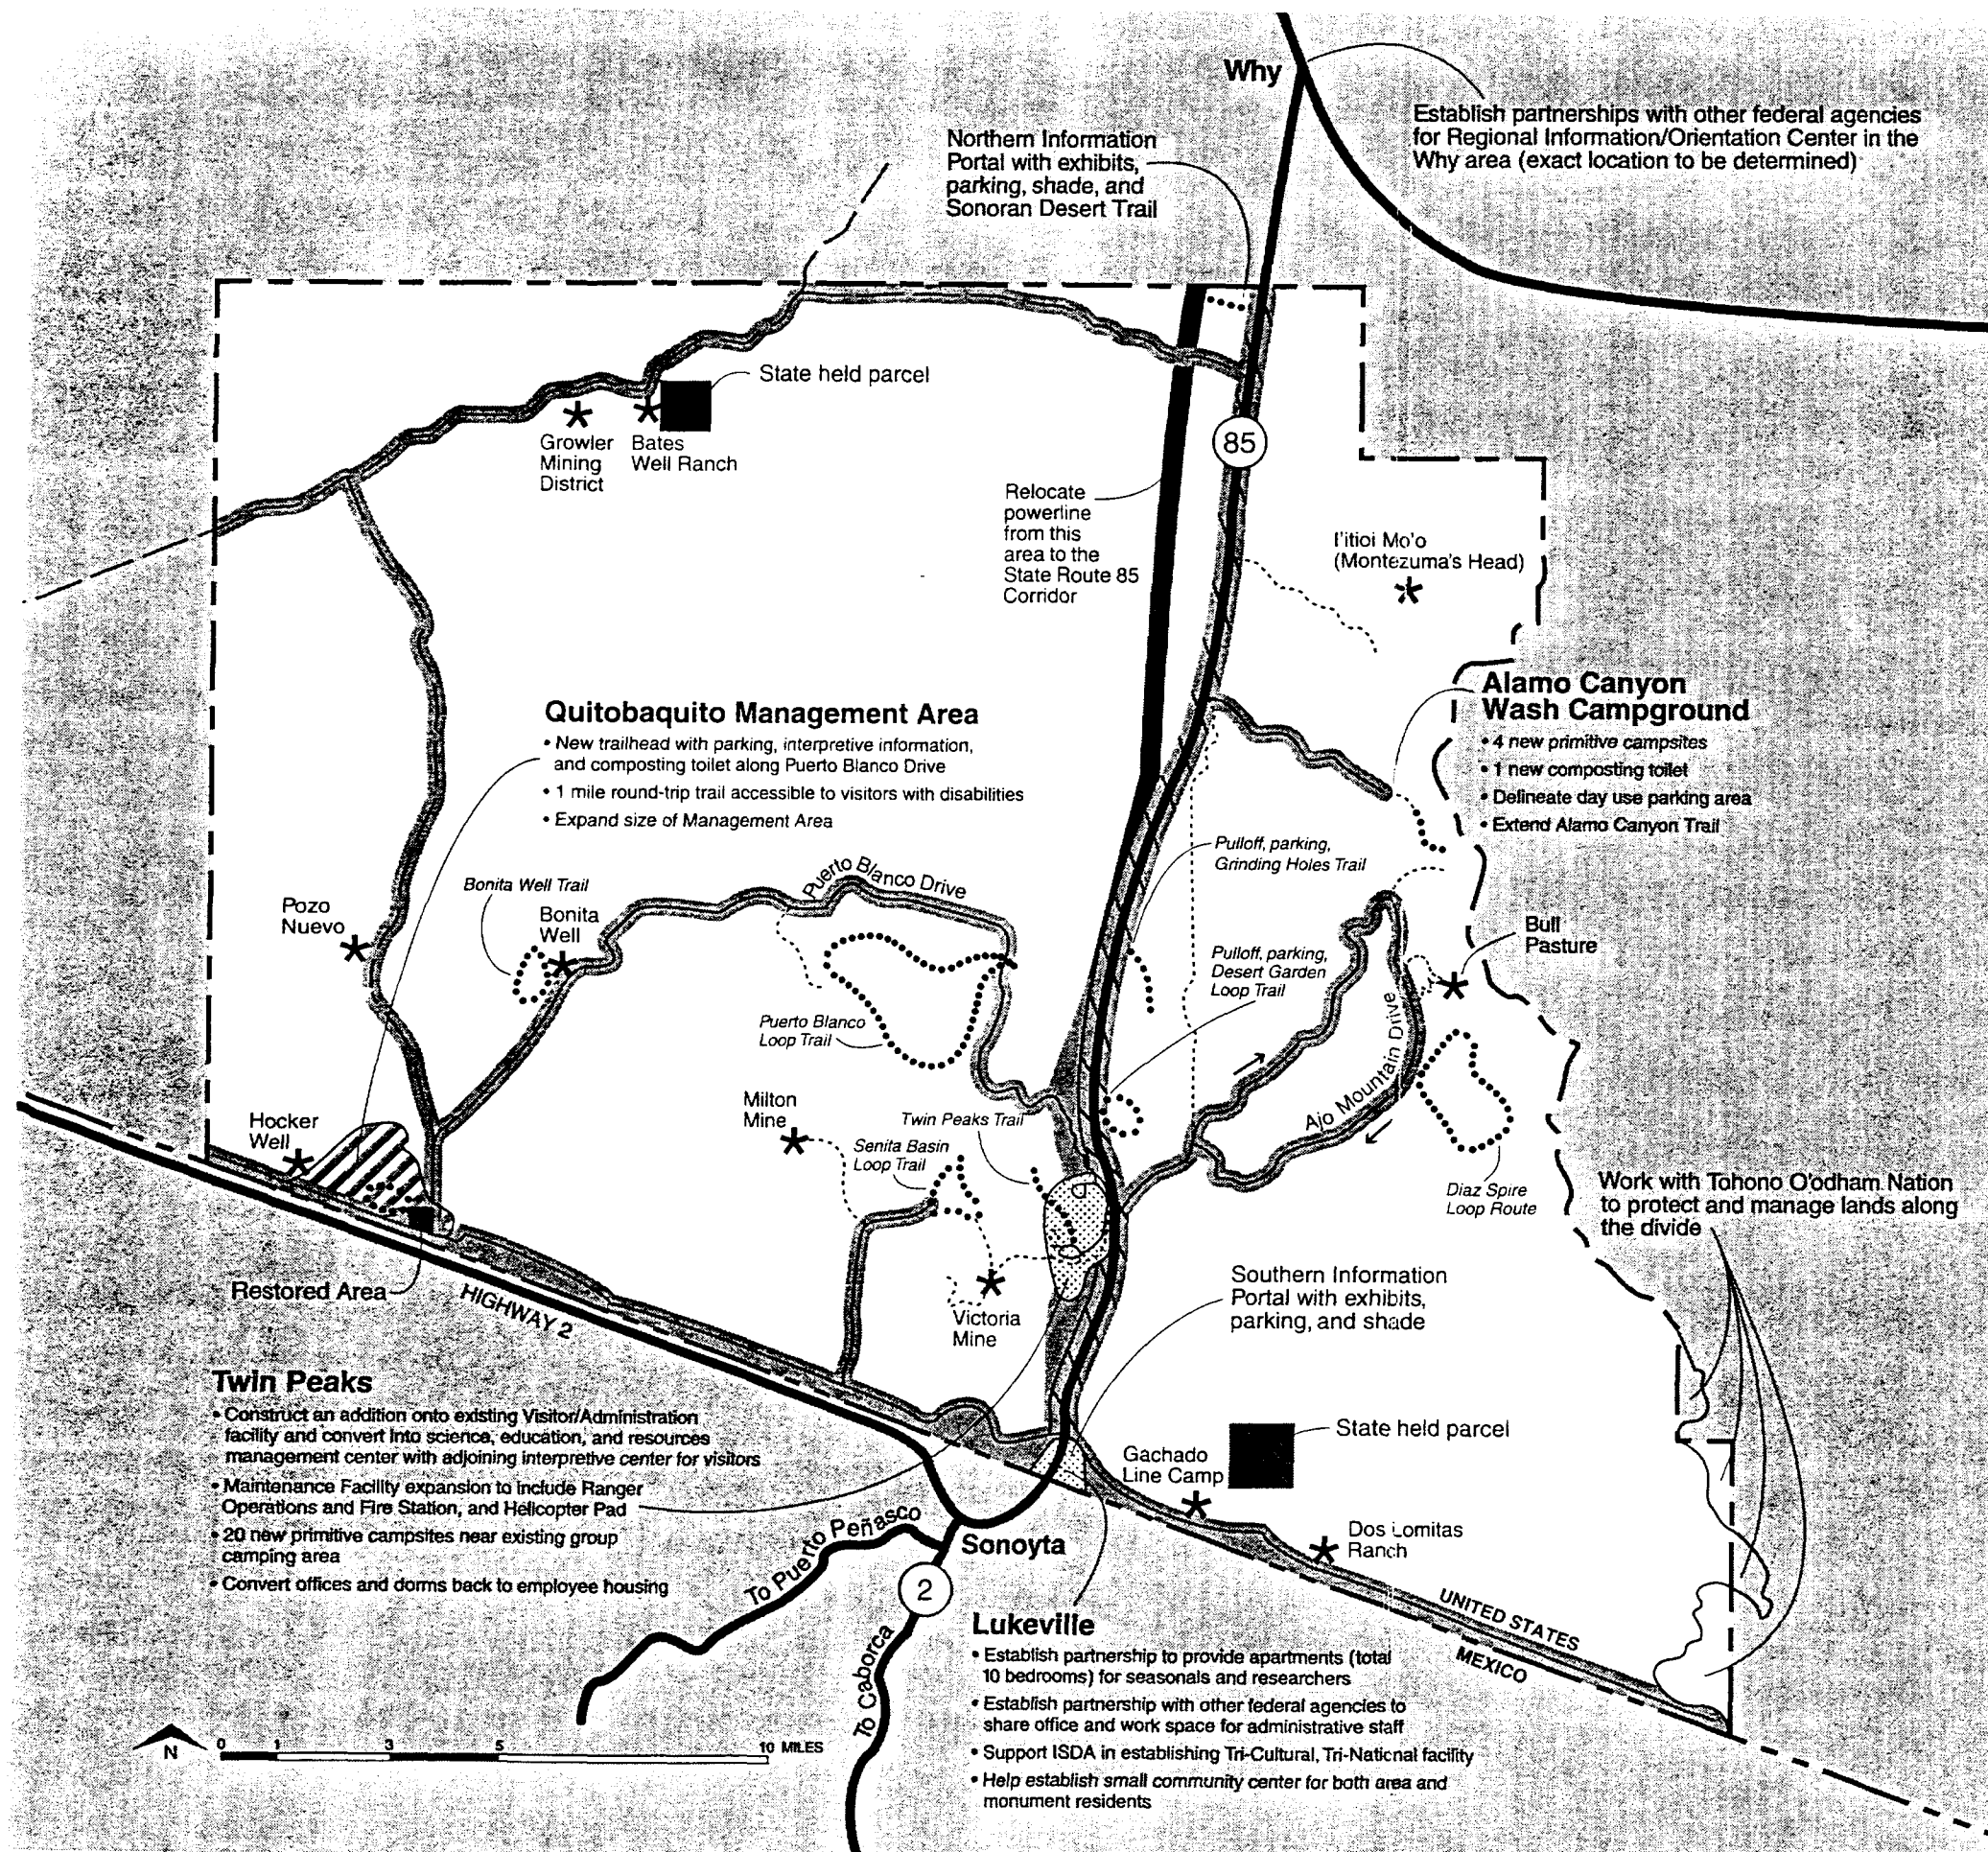 Why
Establish partnerships with other federal agencies
for Regional Information/Orientation Center in the
Why area (exact location to be determined)
Northern Information
Portal with exhibits,
parking, shade, and
Sonoran Desert Trail
State held parcel
Growler
Mining
District
Bates
Well Ranch
85
Relocate
powerline
from this
area to the
State Route 85
Corridor
I'itioi Mo'o
(Montezuma's Head)
Alamo Canyon
Wash Campground
• 4 new primitive campsites
• 1 new composting toilet
• Delineate day use parking area
• Extend Alamo Canyon Trail
Quitobaquito Management Area
• New trailhead with parking, interpretive information,
and composting toilet along Puerto Blanco Drive
• 1 mile round-trip trail accessible to visitors with disabilities
• Expand size of Management Area
Pulloff, parking,
Grinding Holes Trail
Puerto Blanco Drive
Bonita Well Trail
Pozo
Nuevo
Bonita
Well
Bull
Pasture
Pulloff, parking,
Desert Garden
Loop Trail
Puerto Blanco
Loop Trail
Ajo Mountain Drive
Milton
Mine
Hocker
Well
Twin Peaks Trail
Senita Basin
Loop Trail
Diaz Spire
Loop Route
Work with Tohono O'odham Nation
to protect and manage lands along
the divide
Restored Area
HIGHWAY 2
Victoria
Mine
Southern Information
Portal with exhibits,
parking, and shade
Twin Peaks
• Construct an addition onto existing Visitor/Administration
facility and convert into science, education, and resources
management center with adjoining interpretive center for visitors
• Maintenance Facility expansion to include Ranger
Operations and Fire Station, and Helicopter Pad
• 20 new primitive campsites near existing group
camping area
• Convert offices and dorms back to employee housing
State held parcel
Gachado
Line Camp
Dos Lomitas
Ranch
To Puerto Peñasco
Sonoyta
2
To Caborca
UNITED STATES
MEXICO
Lukeville
• Establish partnership to provide apartments (total
10 bedrooms) for seasonals and researchers
• Establish partnership with other federal agencies to
share office and work space for administrative staff
• Support ISDA in establishing Tri-Cultural, Tri-National facility
• Help establish small community center for both area and
monument residents
N
0 1 3 5 10 MILES